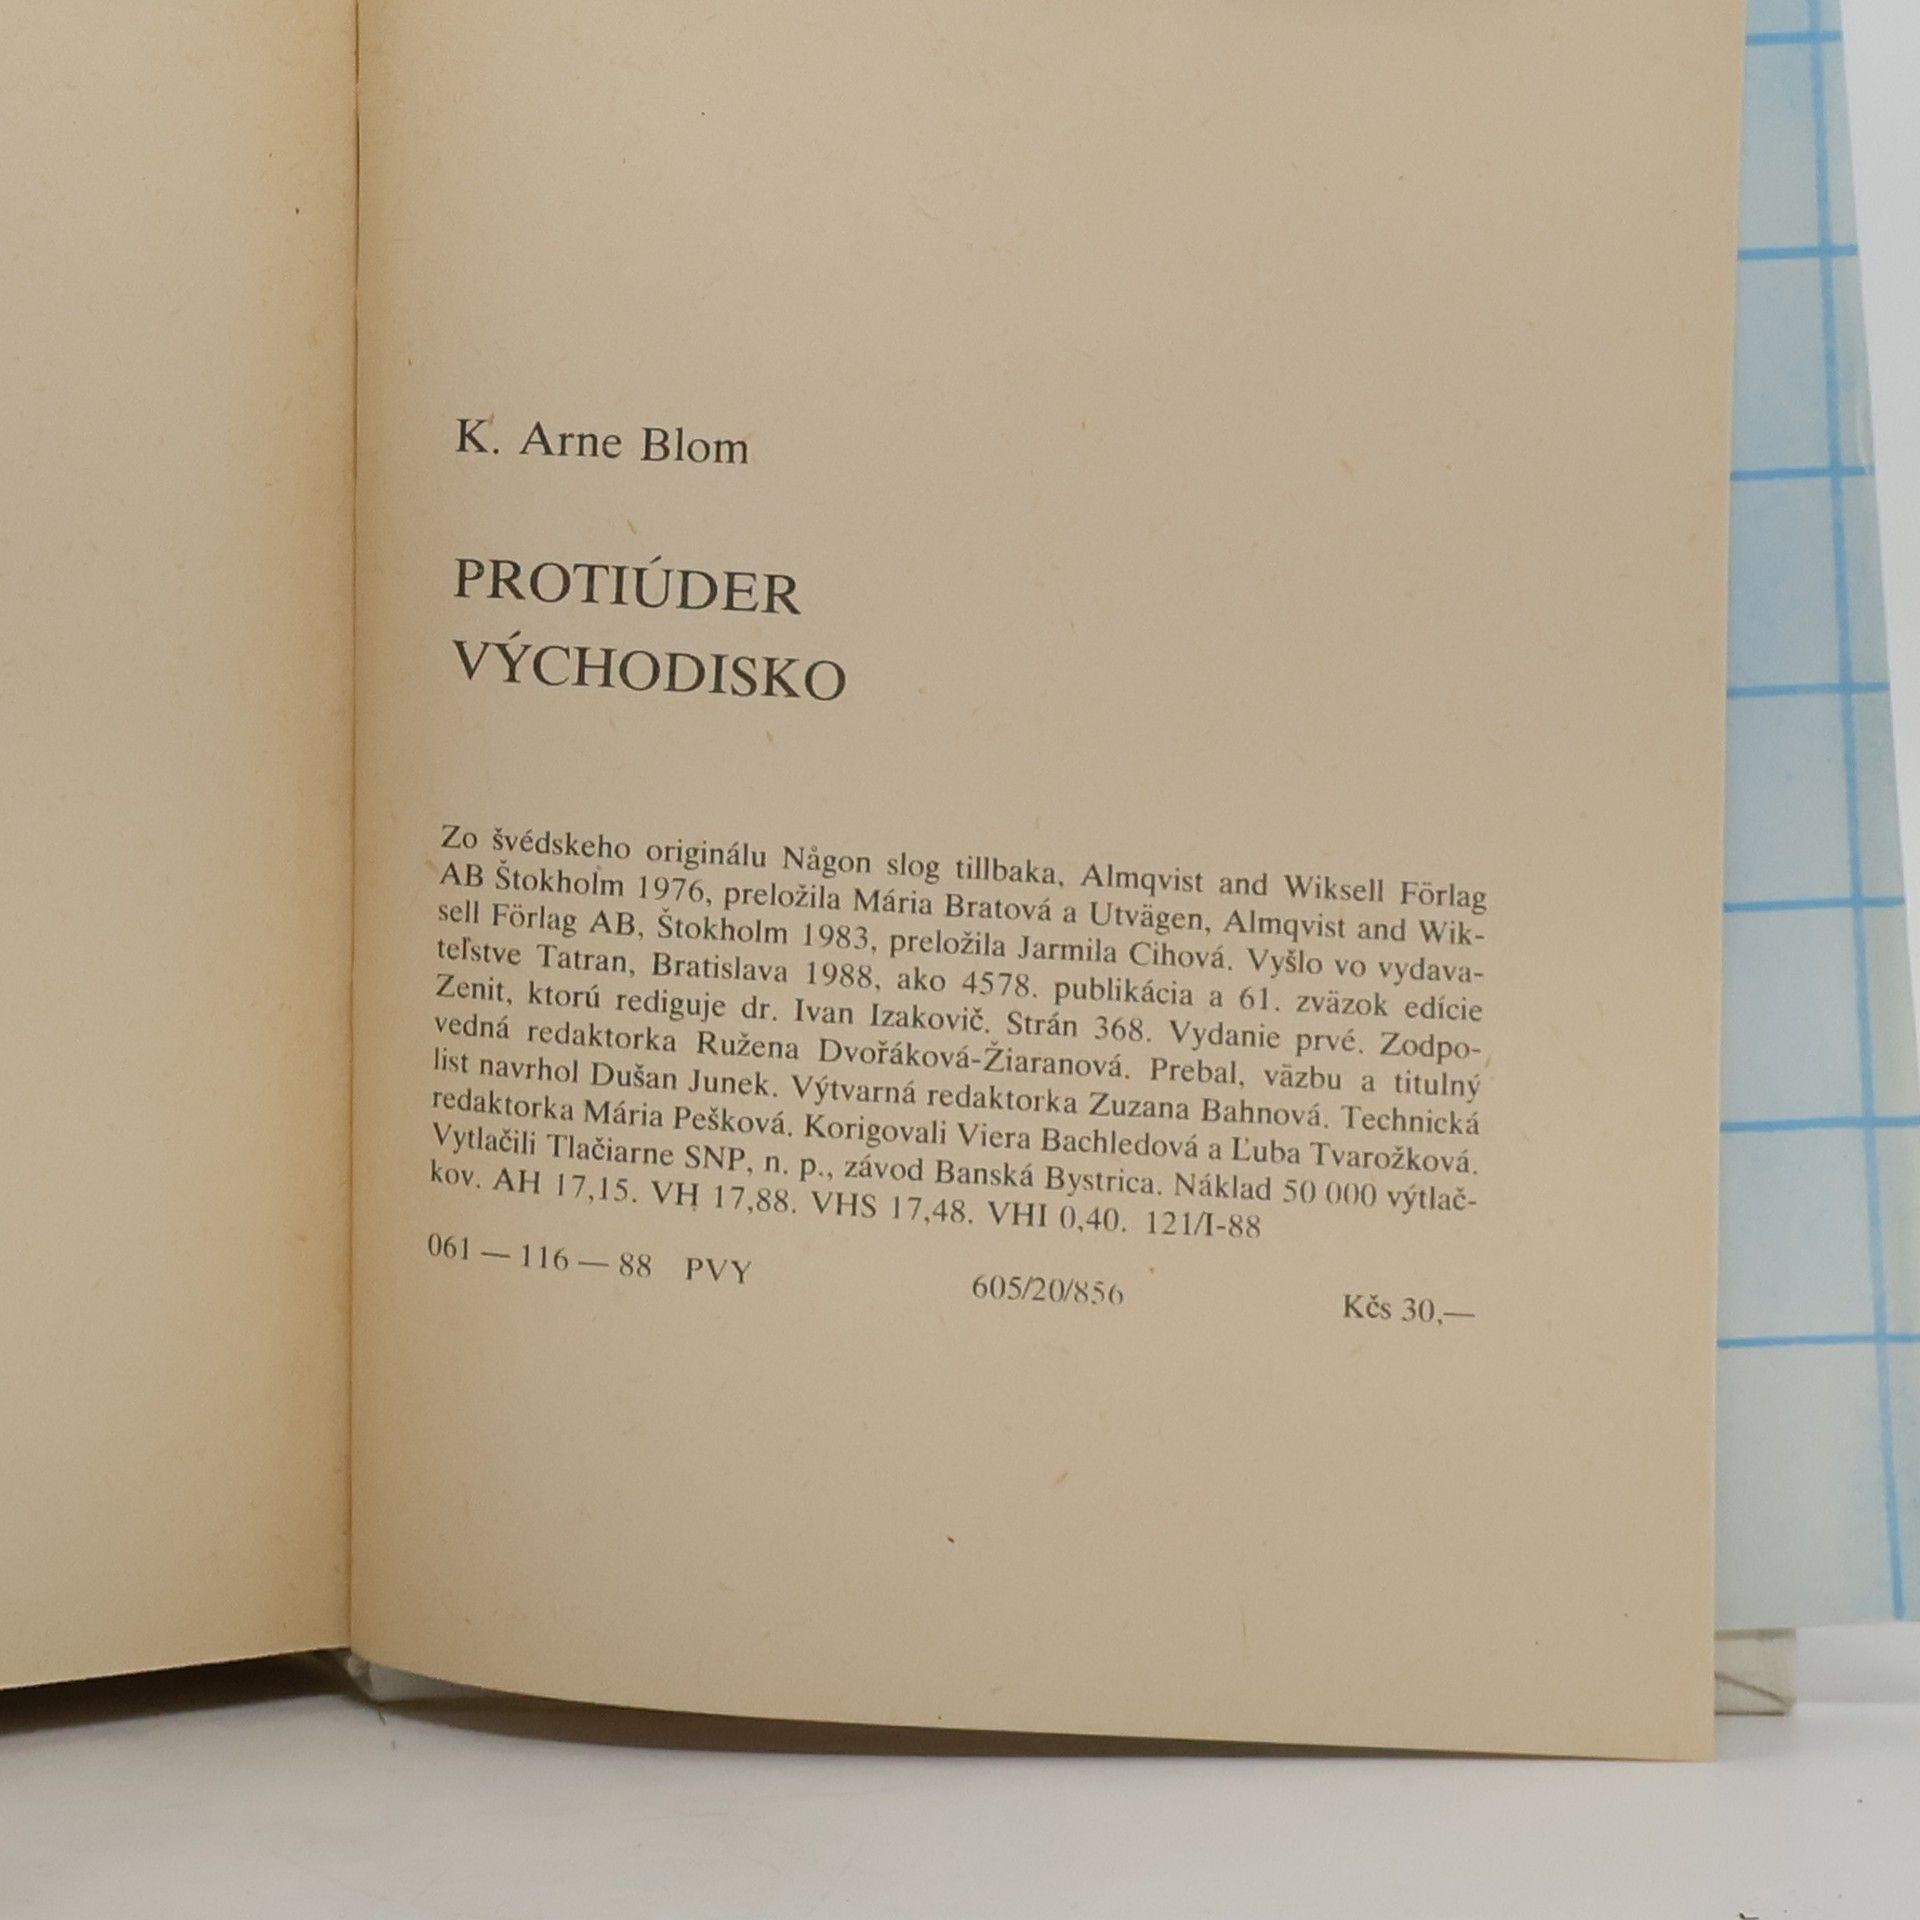 K. Arne Blom
PROTIÚDER
VÝCHODISKO
Zo švédskeho originálu Någon slog tillbaka, Almqvist and Wiksell Förlag
AB Štokholm 1976, preložila Mária Bratová a Utvägen, Almqvist and Wik-
sell Förlag AB, Štokholm 1983, preložila Jarmila Cihová. Vyšlo vo vydava-
teľstve Tatran, Bratislava 1988, ako 4578. publikácia a 61. zväzok edície
Zenit, ktorú rediguje dr. Ivan Izakovič. Strán 368. Vydanie prvé. Zodpo-
vedná redaktorka Ružena Dvořáková-Žiaranová. Prebal, väzbu a titulný
list navrhol Dušan Junek. Výtvarná redaktorka Zuzana Bahnová. Technická
redaktorka Mária Pešková. Korigovali Viera Bachledová a Ľuba Tvarožková.
Vytlačili Tlačiarne SNP, n. p., závod Banská Bystrica. Náklad 50 000 výtlač-
kov. AH 17,15. VH 17,88. VHS 17,48. VHI 0,40. 121/I-88
061 — 116 — 88 PVY 605/20/856 Kčs 30,—